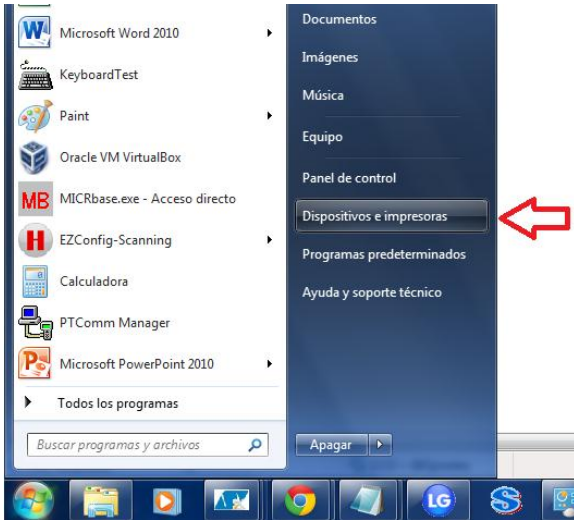 Microsoft Word 2010
KeyboardTest
Paint
Oracle VM VirtualBox
MB MICRbase.exe - Acceso directo
H EZConfig-Scanning
Calculadora
PTComm Manager
Microsoft PowerPoint 2010
Todos los programas
Buscar programas y archivos
Documentos
Imágenes
Música
Equipo
Panel de control
Dispositivos e impresoras
Programas predeterminados
Ayuda y soporte técnico
Apagar
LG
S